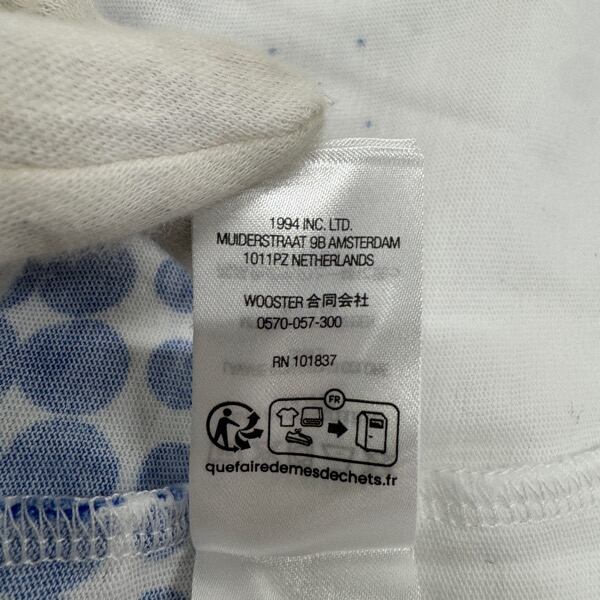 1994 INC. LTD.
MUIDERSTRAAT 9B AMSTERDAM
1011PZ NETHERLANDS
WOOSTER 合同会社
0570-057-300
RN 101837
FR
quefairedemesdechets.fr